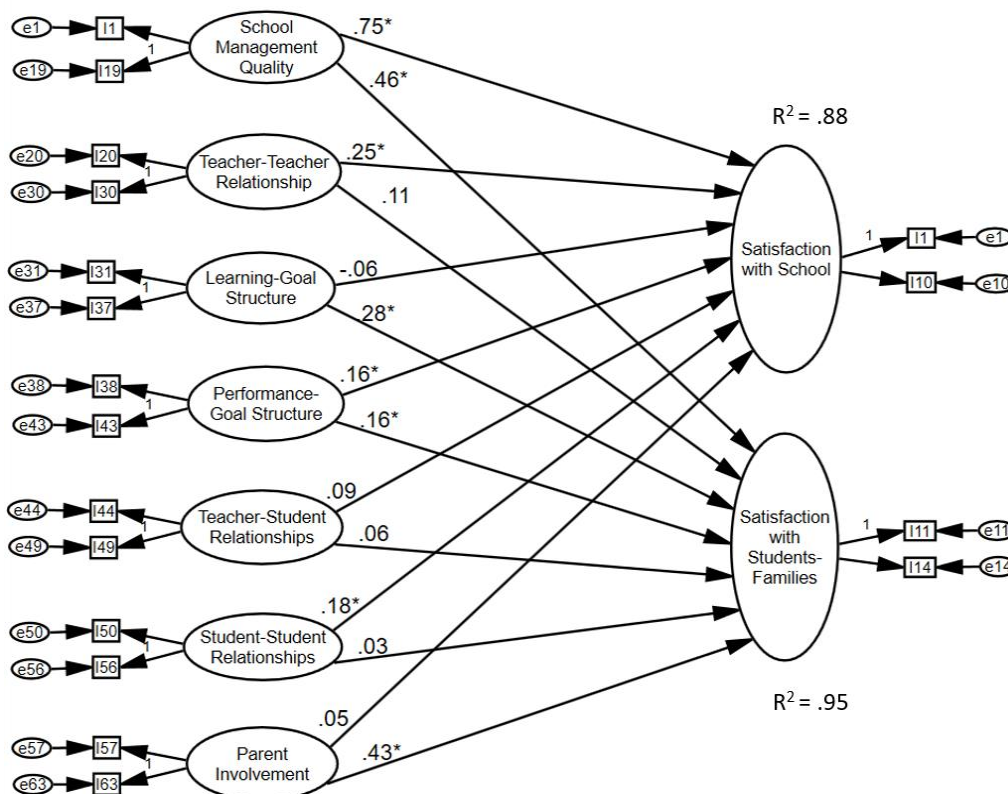 e1
I1
1
e19
I19
School
Management
Quality
.75*
.46*
R² = .88
e20
I20
1
e30
I30
Teacher-Teacher
Relationship
.25*
.11
e31
I31
1
e37
I37
Learning-Goal
Structure
-.06
.28*
Satisfaction
with School
1
I1
e1
I10
e10
e38
I38
1
e43
I43
Performance-
Goal Structure
.16*
.16*
e44
I44
1
e49
I49
Teacher-Student
Relationships
.09
.06
Satisfaction
with
Students-
Families
1
I11
e11
I14
e14
e50
I50
1
e56
I56
Student-Student
Relationships
.18*
.03
R² = .95
e57
I57
1
e63
I63
Parent
Involvement
.05
.43*